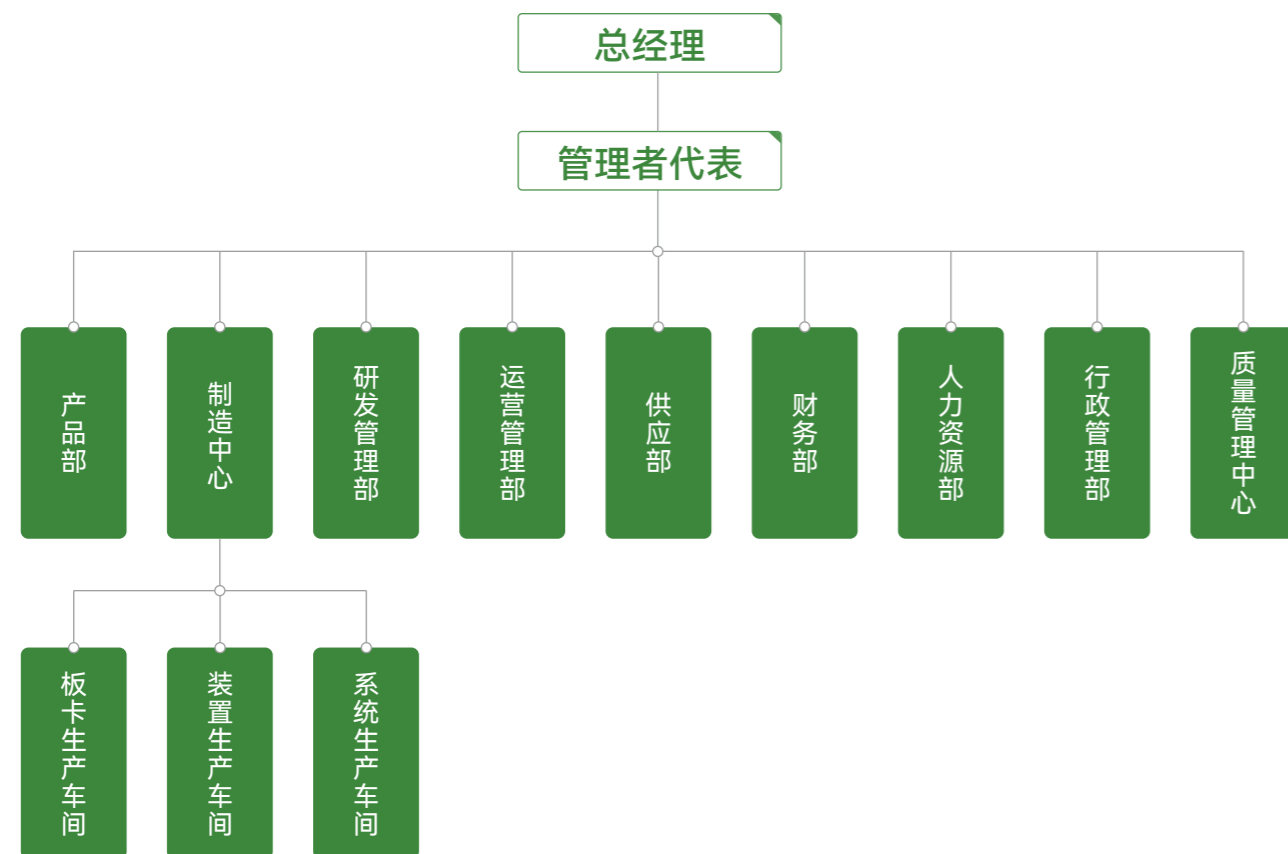 总经理
管理者代表
产品部
制造中心
研发管理部
运营管理部
供应部
财务部
人力资源部
行政管理部
质量管理中心
板卡生产车间
装置生产车间
系统生产车间